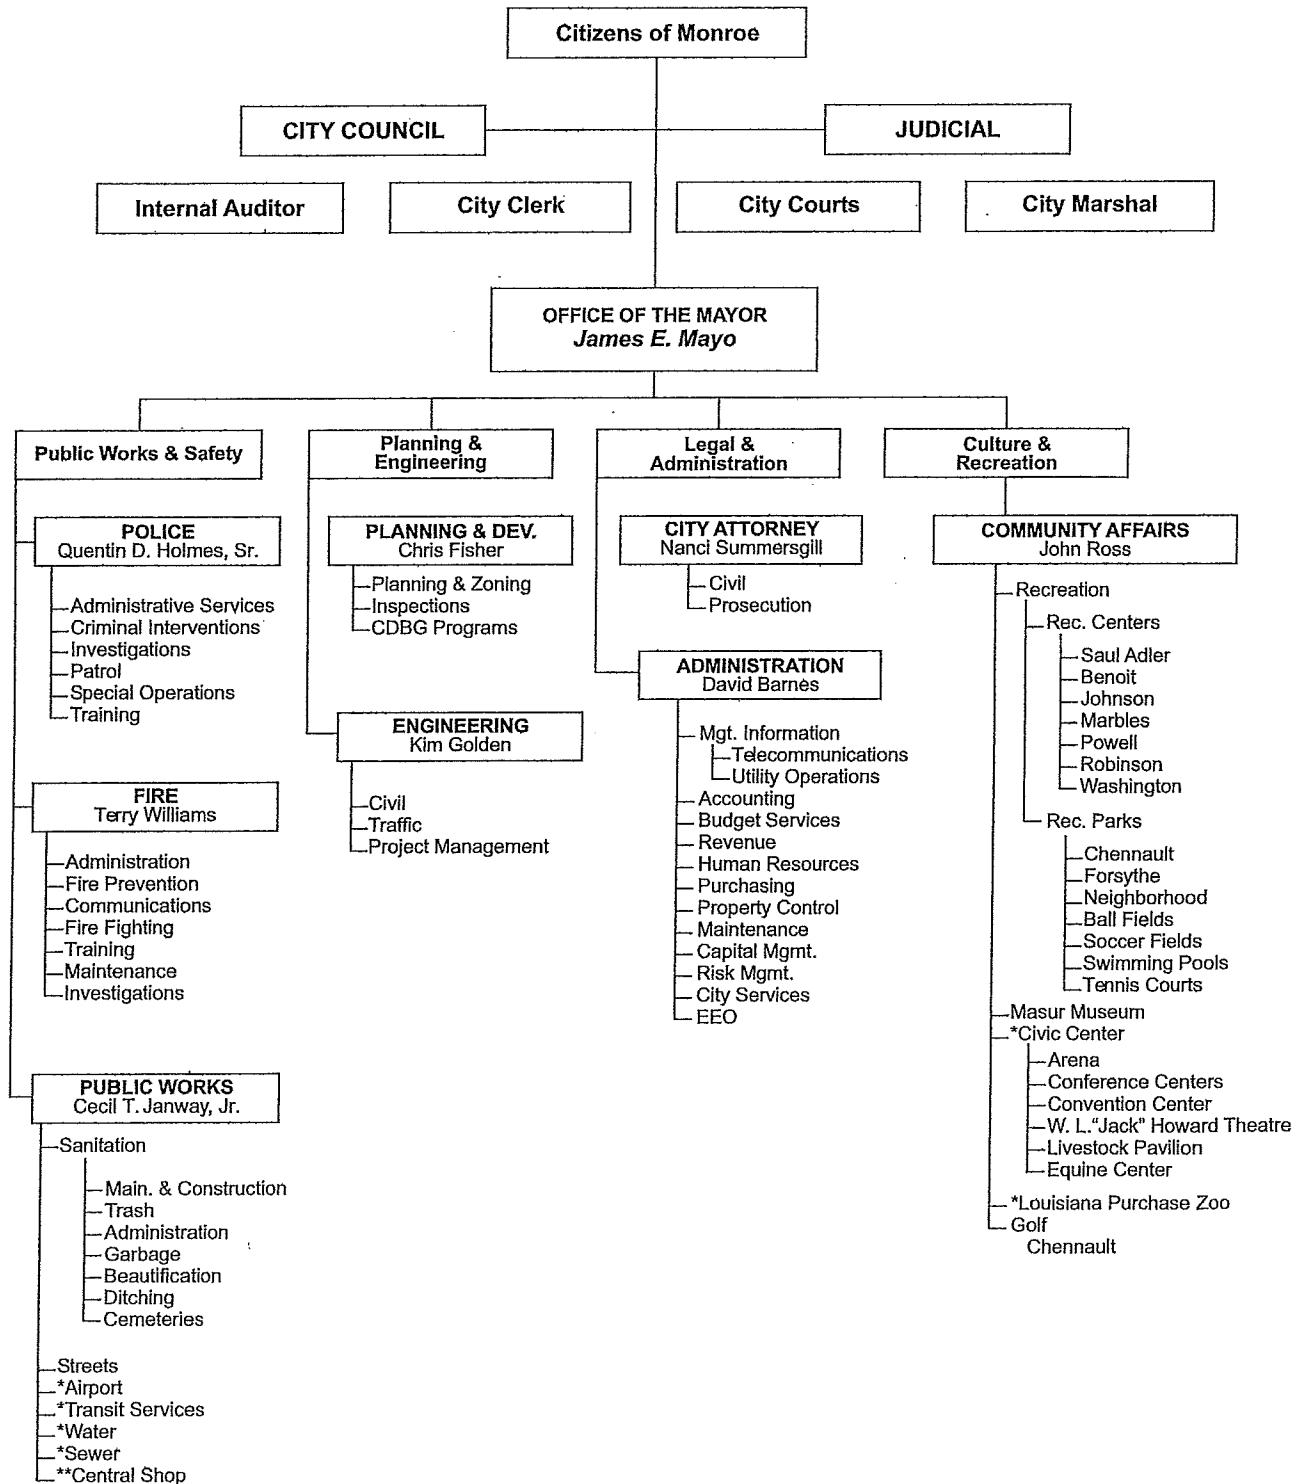 Citizens of Monroe
CITY COUNCIL
JUDICIAL
Internal Auditor
City Clerk
City Courts
City Marshal
OFFICE OF THE MAYOR
James E. Mayo
Public Works & Safety
POLICE
Quentin D. Holmes, Sr.
Administrative Services
Criminal Interventions
Investigations
Patrol
Special Operations
Training
FIRE
Terry Williams
Administration
Fire Prevention
Communications
Fire Fighting
Training
Maintenance
Investigations
PUBLIC WORKS
Cecil T. Janway, Jr.
Sanitation
Main. & Construction
Trash
Administration
Garbage
Beautification
Ditching
Cemeteries
Streets
*Airport
*Transit Services
*Water
*Sewer
**Central Shop
Planning &
Engineering
PLANNING & DEV.
Chris Fisher
Planning & Zoning
Inspections
CDBG Programs
ENGINEERING
Kim Golden
Civil
Traffic
Project Management
Legal &
Administration
CITY ATTORNEY
Nanci Summersgill
Civil
Prosecution
ADMINISTRATION
David Barnes
Mgt. Information
Telecommunications
Utility Operations
Accounting
Budget Services
Revenue
Human Resources
Purchasing
Property Control
Maintenance
Capital Mgmt.
Risk Mgmt.
City Services
EEO
Culture &
Recreation
COMMUNITY AFFAIRS
John Ross
Recreation
Rec. Centers
Saul Adler
Benoit
Johnson
Marbles
Powell
Robinson
Washington
Rec. Parks
Chennault
Forsythe
Neighborhood
Ball Fields
Soccer Fields
Swimming Pools
Tennis Courts
Masur Museum
*Civic Center
Arena
Conference Centers
Convention Center
W. L."Jack" Howard Theatre
Livestock Pavilion
Equine Center
*Louisiana Purchase Zoo
Golf
Chennault